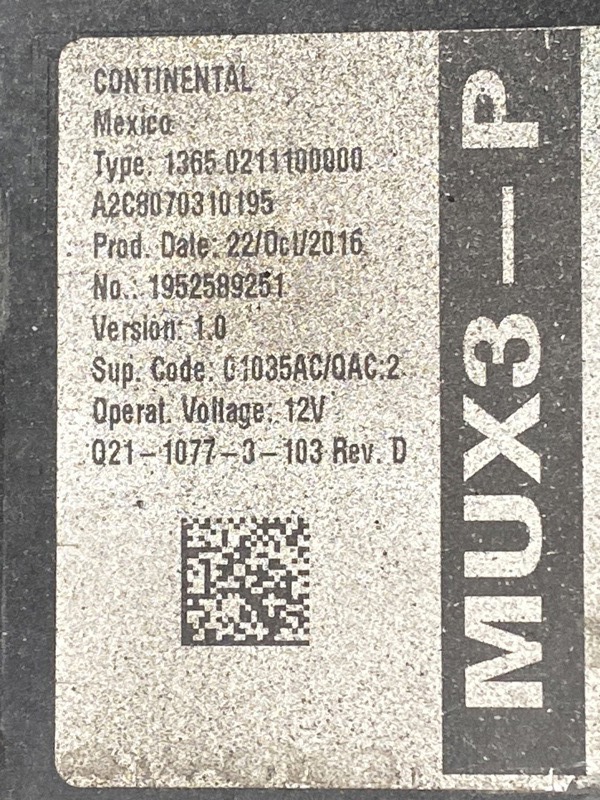 CONTINENTAL
Mexico
Type: 1365.0211100000
A2C8070310195
Prod. Date: 22/Oct/2016
No.: 1952589251
Version: 1.0
Sup. Code: 01035AC/QAC:2
Operat. Voltage: 12V
Q21-1077-3-103 Rev. D
MUX3-P